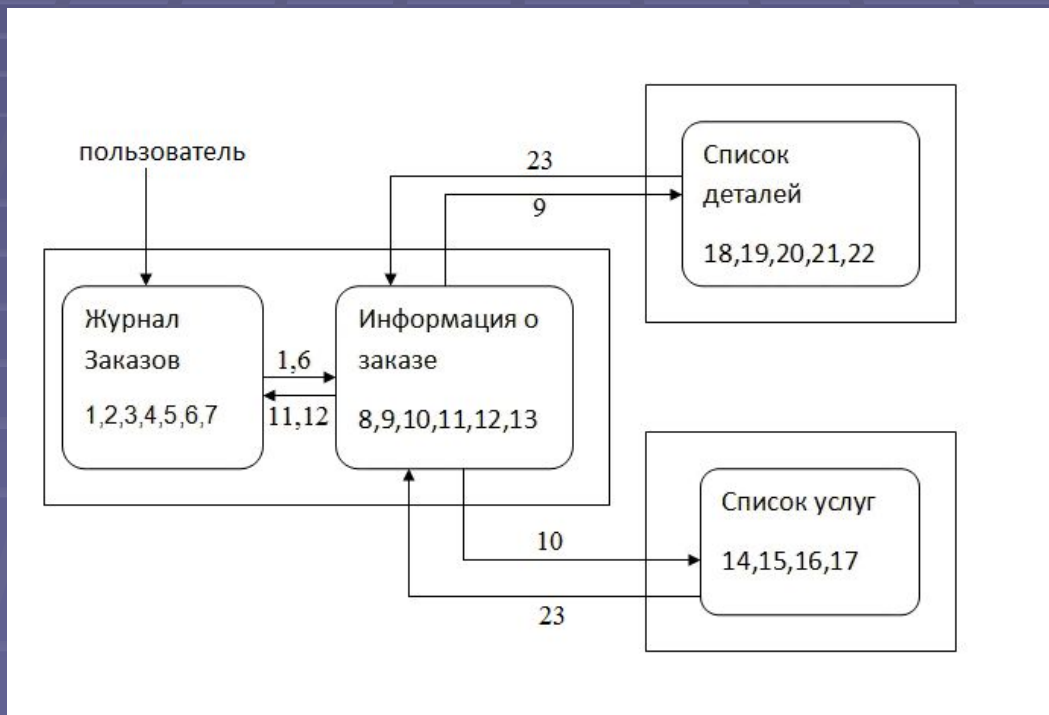 пользователь
Журнал
Заказов
1,2,3,4,5,6,7
1,6
11,12
Информация о
заказе
8,9,10,11,12,13
23
9
Список
деталей
18,19,20,21,22
10
23
Список услуг
14,15,16,17